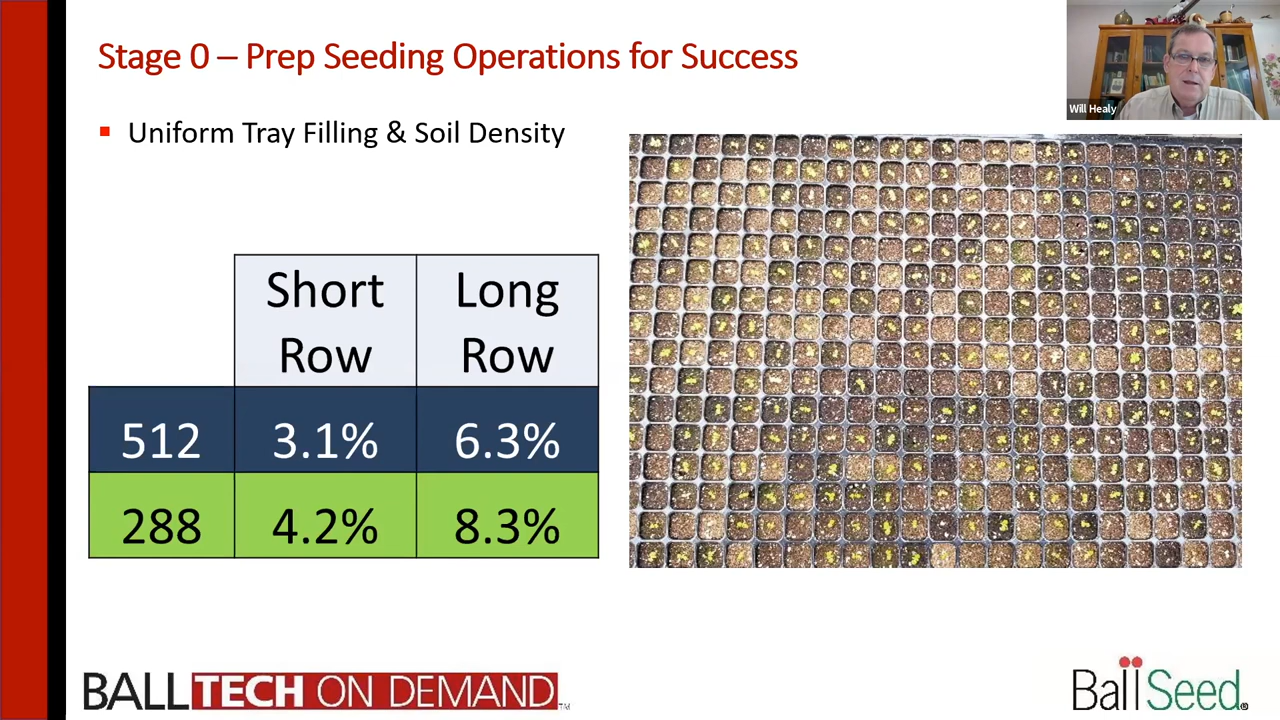 Stage 0 – Prep Seeding Operations for Success
Will Healy
Uniform Tray Filling & Soil Density
Short Row
Long Row
512 3.1% 6.3%
288 4.2% 8.3%
BALLTECH ON DEMAND™
Ball Seed®